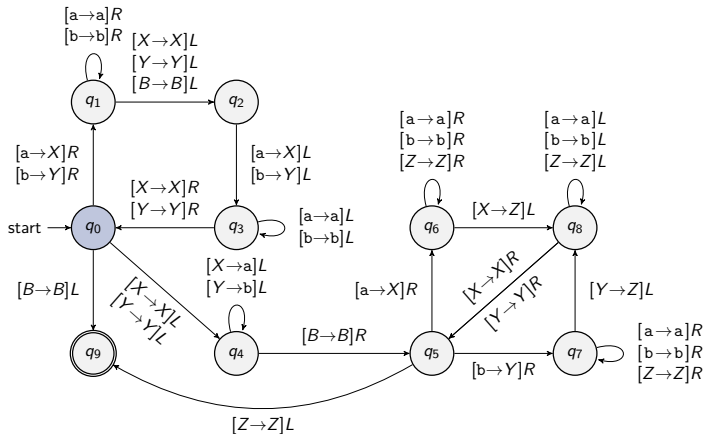 [a→a]R
[b→b]R
[X→X]L
[Y→Y]L
[B→B]L
q1
q2
[a→X]R
[b→Y]R
[a→X]L
[b→Y]L
[X→X]R
[Y→Y]R
start
q0
q3
[a→a]L
[b→b]L
[a→a]R
[b→b]R
[Z→Z]R
[a→a]L
[b→b]L
[Z→Z]L
q6
[X→Z]L
q8
[B→B]L
[X→X]L
[Y→Y]L
[X→a]L
[Y→b]L
[a→X]R
[X→X]R
[Y→Y]R
[Y→Z]L
q9
q4
[B→B]R
q5
[b→Y]R
q7
[a→a]R
[b→b]R
[Z→Z]R
[Z→Z]L